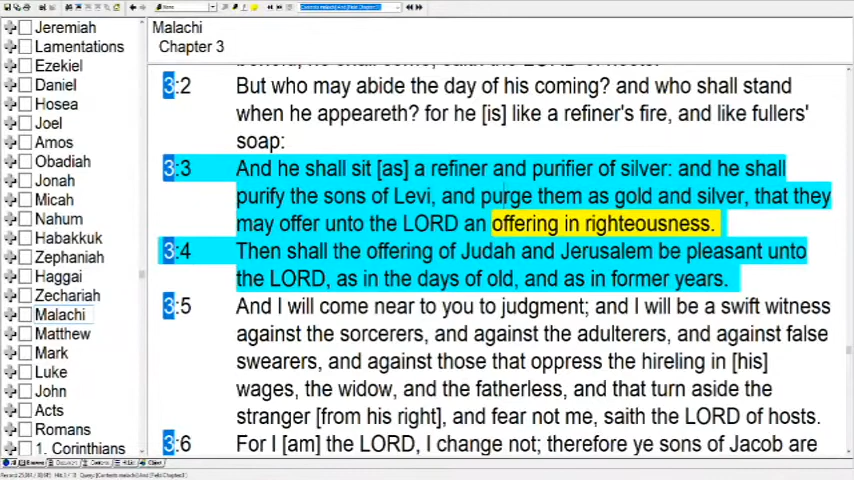 Malachi
Chapter 3
Jeremiah
Lamentations
Ezekiel
Daniel
Hosea
Joel
Amos
Obadiah
Jonah
Micah
Nahum
Habakkuk
Zephaniah
Haggai
Zechariah
Malachi
Matthew
Mark
Luke
John
Acts
Romans
1. Corinthians
behold, he shall come, saith the LORD of hosts.
3:2 But who may abide the day of his coming? and who shall stand
when he appeareth? for he [is] like a refiner's fire, and like fullers'
soap:
3:3 And he shall sit [as] a refiner and purifier of silver: and he shall
purify the sons of Levi, and purge them as gold and silver, that they
may offer unto the LORD an offering in righteousness.
3:4 Then shall the offering of Judah and Jerusalem be pleasant unto
the LORD, as in the days of old, and as in former years.
3:5 And I will come near to you to judgment; and I will be a swift witness
against the sorcerers, and against the adulterers, and against false
swearers, and against those that oppress the hireling in [his]
wages, the widow, and the fatherless, and that turn aside the
stranger [from his right], and fear not me, saith the LORD of hosts.
3:6 For I [am] the LORD, I change not; therefore ye sons of Jacob are